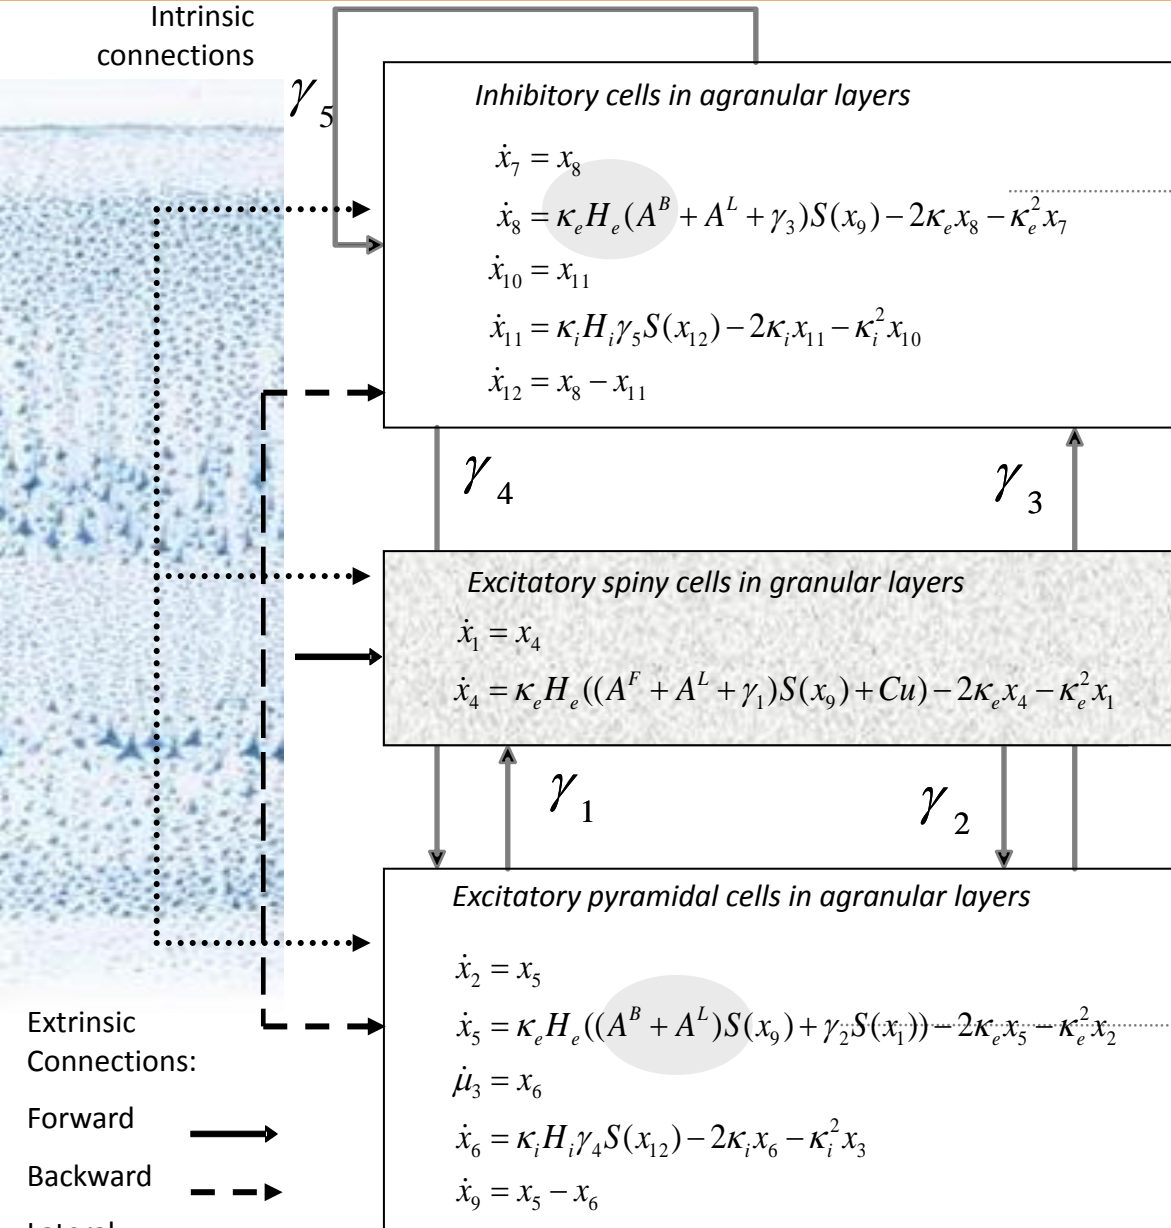 Intrinsic
connections
γ₅
Inhibitory cells in agranular layers
ẋ₇ = x₈
ẋ₈ = κₑHₑ(A^B + A^L + γ₃)S(x₉) − 2κₑx₈ − κₑ²x₇
ẋ₁₀ = x₁₁
ẋ₁₁ = κᵢHᵢγ₅S(x₁₂) − 2κᵢx₁₁ − κᵢ²x₁₀
ẋ₁₂ = x₈ − x₁₁
γ₄
γ₃
Excitatory spiny cells in granular layers
ẋ₁ = x₄
ẋ₄ = κₑHₑ((A^F + A^L + γ₁)S(x₉) + Cu) − 2κₑx₄ − κₑ²x₁
γ₁
γ₂
Excitatory pyramidal cells in agranular layers
ẋ₂ = x₅
ẋ₅ = κₑHₑ((A^B + A^L)S(x₉) + γ₂S(x₁)) − 2κₑx₅ − κₑ²x₂
μ̇₃ = x₆
ẋ₆ = κᵢHᵢγ₄S(x₁₂) − 2κᵢx₆ − κᵢ²x₃
ẋ₉ = x₅ − x₆
Extrinsic
Connections:
Forward
Backward